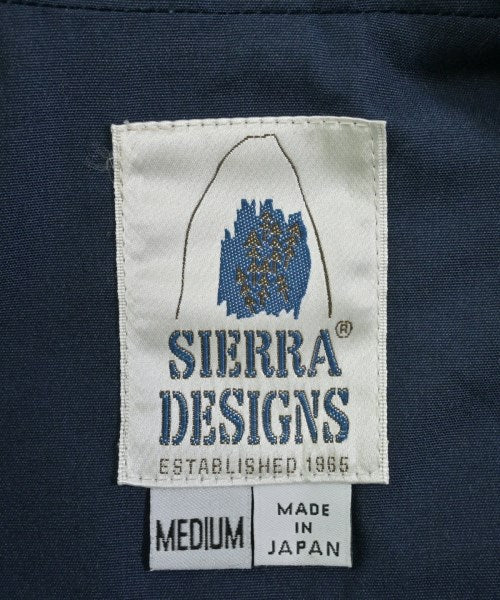 SIERRA®
DESIGNS
ESTABLISHED 1965
MEDIUM
MADE
IN
JAPAN